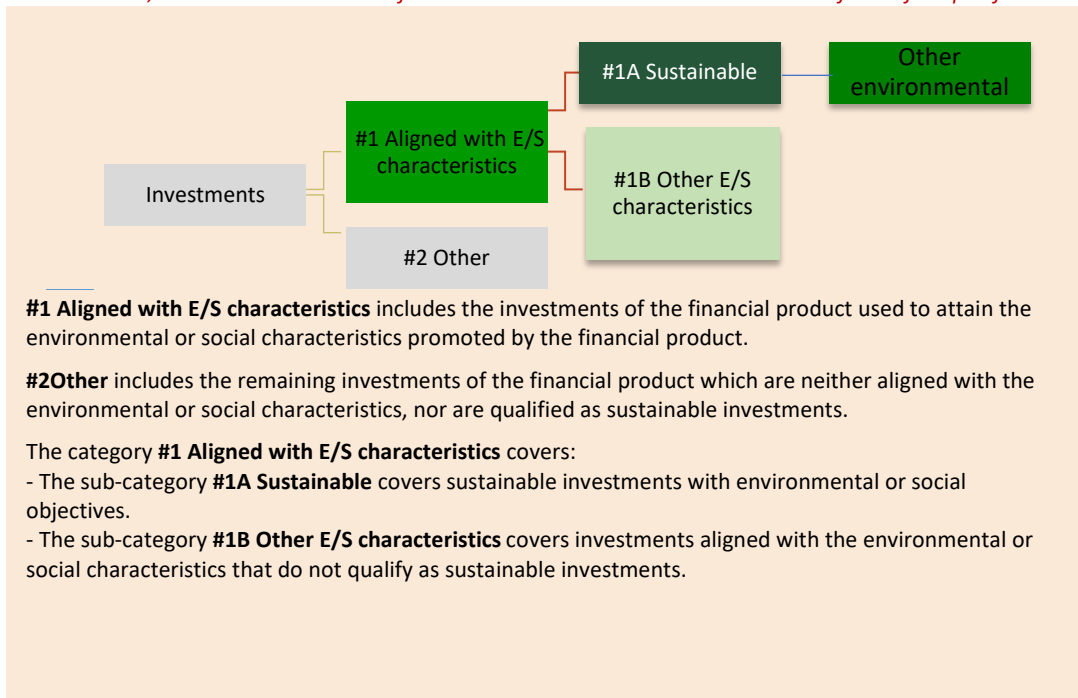 #1A Sustainable
Other
environmental
#1 Aligned with E/S
characteristics
Investments
#1B Other E/S
characteristics
#2 Other
#1 Aligned with E/S characteristics includes the investments of the financial product used to attain the
environmental or social characteristics promoted by the financial product.
#2Other includes the remaining investments of the financial product which are neither aligned with the
environmental or social characteristics, nor are qualified as sustainable investments.
The category #1 Aligned with E/S characteristics covers:
- The sub-category #1A Sustainable covers sustainable investments with environmental or social
objectives.
- The sub-category #1B Other E/S characteristics covers investments aligned with the environmental or
social characteristics that do not qualify as sustainable investments.